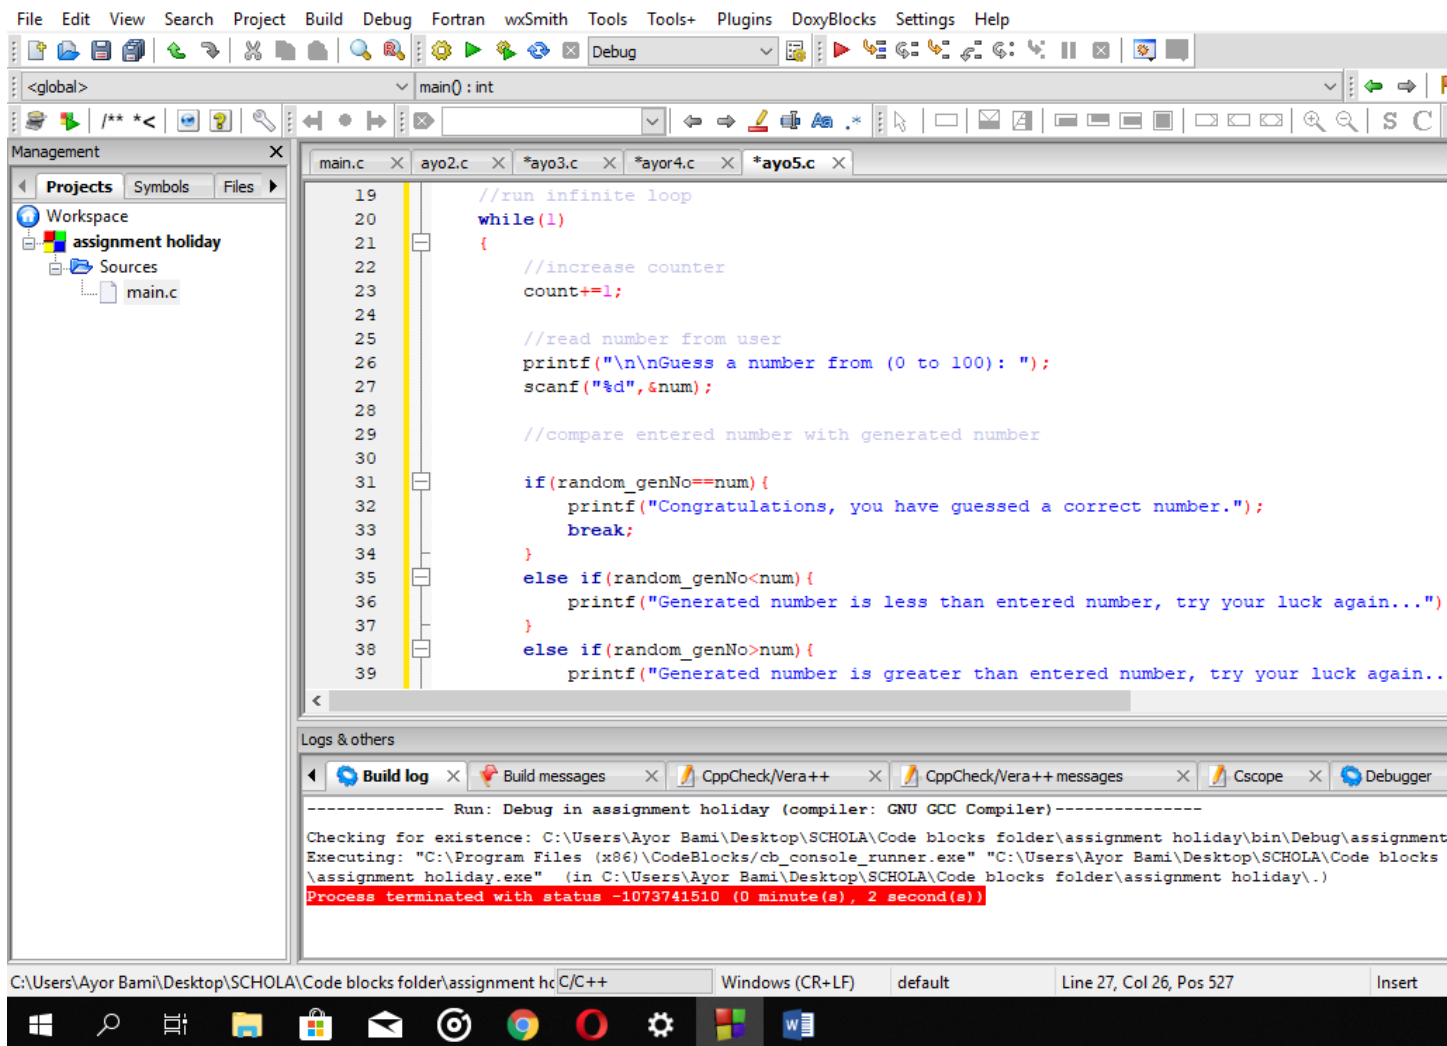 File Edit View Search Project Build Debug Fortran wxSmith Tools Tools+ Plugins DoxyBlocks Settings Help
Debug
<global> main() : int
/** *<
S C
Management
main.c ayo2.c *ayo3.c *ayor4.c *ayo5.c
Projects Symbols Files
Workspace
assignment holiday
Sources
main.c
19 //run infinite loop
20 while(1)
21 {
22 //increase counter
23 count+=1;
24
25 //read number from user
26 printf("\n\nGuess a number from (0 to 100): ");
27 scanf("%d",&num);
28
29 //compare entered number with generated number
30
31 if(random_genNo==num){
32 printf("Congratulations, you have guessed a correct number.");
33 break;
34 }
35 else if(random_genNo<num){
36 printf("Generated number is less than entered number, try your luck again...")
37 }
38 else if(random_genNo>num){
39 printf("Generated number is greater than entered number, try your luck again..
Logs & others
Build log Build messages CppCheck/Vera++ CppCheck/Vera++ messages Cscope Debugger
-------------- Run: Debug in assignment holiday (compiler: GNU GCC Compiler)---------------
Checking for existence: C:\Users\Ayor Bami\Desktop\SCHOLA\Code blocks folder\assignment holiday\bin\Debug\assignment
Executing: "C:\Program Files (x86)\CodeBlocks/cb_console_runner.exe" "C:\Users\Ayor Bami\Desktop\SCHOLA\Code blocks
\assignment holiday.exe" (in C:\Users\Ayor Bami\Desktop\SCHOLA\Code blocks folder\assignment holiday\.)
Process terminated with status -1073741510 (0 minute(s), 2 second(s))
C:\Users\Ayor Bami\Desktop\SCHOLA\Code blocks folder\assignment ho C/C++ Windows (CR+LF) default Line 27, Col 26, Pos 527 Insert